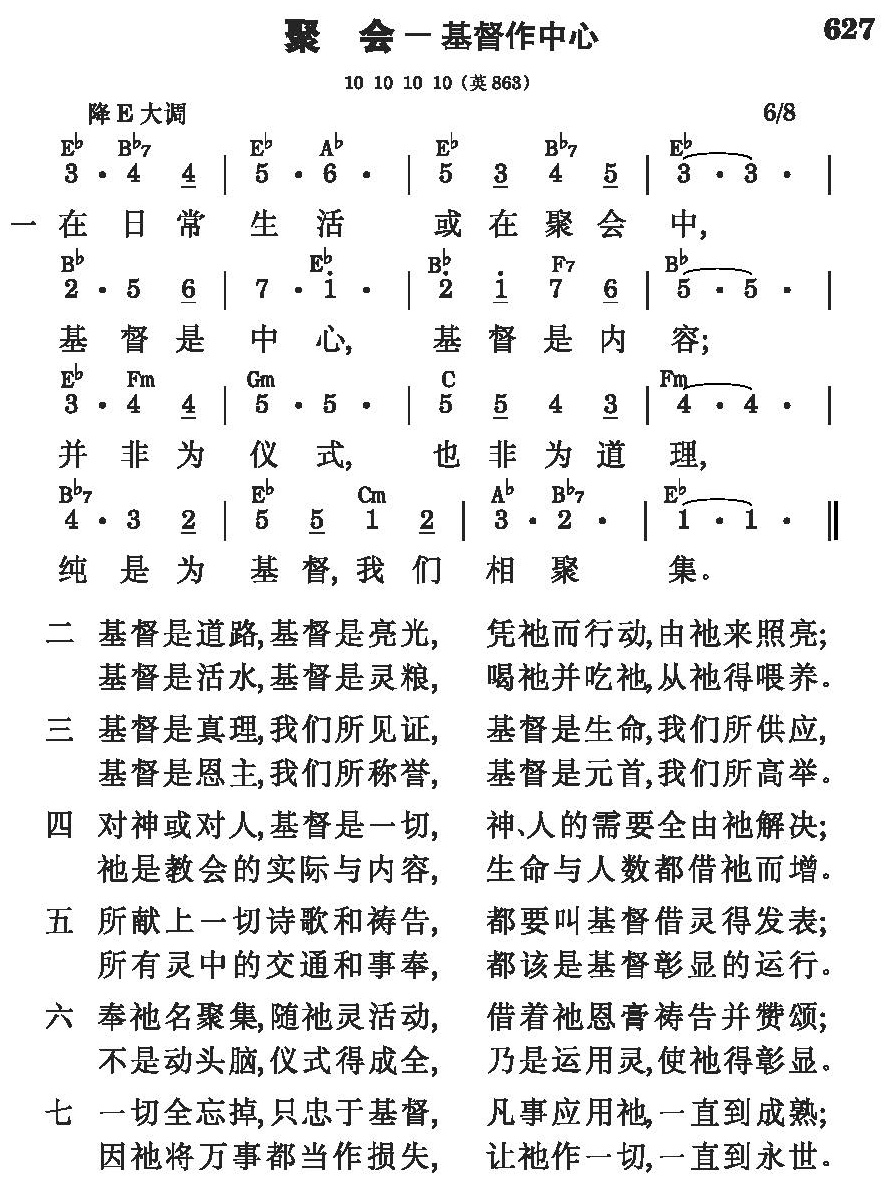 聚 会 — 基督作中心 627
10 10 10 10 (英863)
降E大调 6/8
E♭ B♭7 E♭ A♭ E♭ B♭7 E♭
3 · 4 4 | 5 · 6 · | 5 3 4 5 | 3 · 3 · |
一 在日常生活 或在聚会中,
B♭ E♭ B♭ F7 B♭
2 · 5 6 | 7 · i · | 2̇ i 7 6 | 5 · 5 · |
基督是中心, 基督是内容;
E♭ Fm Gm C Fm
3 · 4 4 | 5 · 5 · | 5 5 4 3 | 4 · 4 · |
并非为仪式, 也非为道理,
B♭7 E♭ Cm A♭ B♭7 E♭
4 · 3 2 | 5 5 1 2 | 3 · 2 · | 1 · 1 · ‖
纯是为基督, 我们相聚集。
二 基督是道路,基督是亮光, 凭祂而行动,由祂来照亮;
基督是活水,基督是灵粮, 喝祂并吃祂,从祂得喂养。
三 基督是真理,我们所见证, 基督是生命,我们所供应,
基督是恩主,我们所称誉, 基督是元首,我们所高举。
四 对神或对人,基督是一切, 神、人的需要全由祂解决;
祂是教会的实际与内容, 生命与人数都借祂而增。
五 所献上一切诗歌和祷告, 都要叫基督借灵得发表;
所有灵中的交通和事奉, 都该是基督彰显的运行。
六 奉祂名聚集,随祂灵活动, 借着祂恩膏祷告并赞颂;
不是动头脑,仪式得成全, 乃是运用灵,使祂得彰显。
七 一切全忘掉,只忠于基督, 凡事应用祂,一直到成熟;
因祂将万事都当作损失, 让祂作一切,一直到永世。